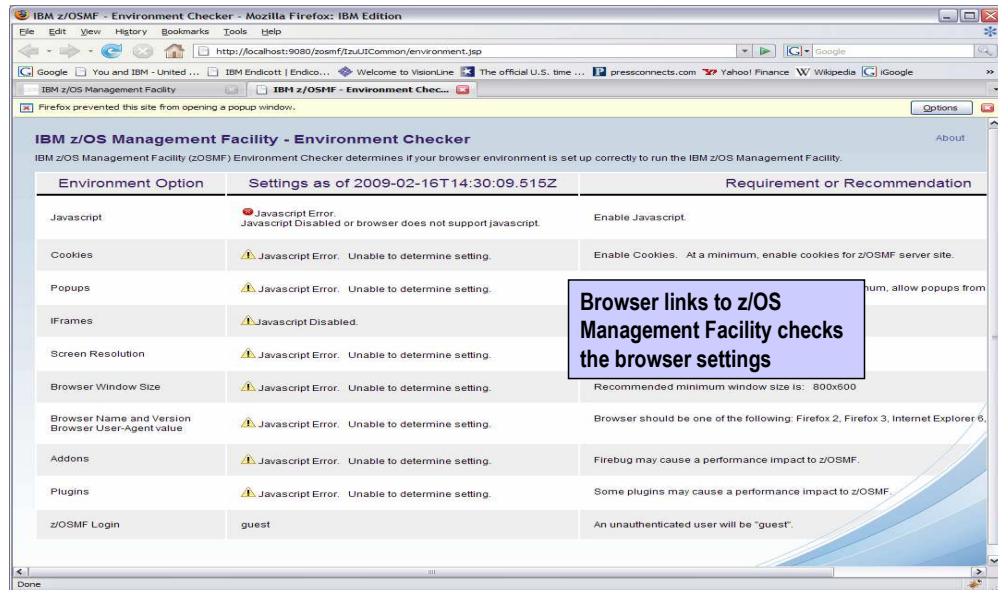 IBM z/OSMF - Environment Checker - Mozilla Firefox: IBM Edition
File Edit View History Bookmarks Tools Help
http://localhost:9080/zosmf/IzuUICommon/environment.jsp
Google
Google You and IBM - United ... IBM Endicott | Endico... Welcome to VisionLine The official U.S. time ... pressconnects.com Yahoo! Finance Wikipedia iGoogle »
IBM z/OS Management Facility IBM z/OSMF - Environment Chec...
Firefox prevented this site from opening a popup window. Options
IBM z/OS Management Facility - Environment Checker About
IBM z/OS Management Facility (zOSMF) Environment Checker determines if your browser environment is set up correctly to run the IBM z/OS Management Facility.
Environment Option Settings as of 2009-02-16T14:30:09.515Z Requirement or Recommendation
Javascript Javascript Error.
Javascript Disabled or browser does not support javascript. Enable Javascript.
Cookies Javascript Error. Unable to determine setting. Enable Cookies. At a minimum, enable cookies for z/OSMF server site.
Popups Javascript Error. Unable to determine setting. allow popups from
Browser links to z/OS
Management Facility checks
the browser settings
IFrames Javascript Disabled.
Screen Resolution Javascript Error. Unable to determine setting.
Browser Window Size Javascript Error. Unable to determine setting. Recommended minimum window size is: 800x600
Browser Name and Version
Browser User-Agent value Javascript Error. Unable to determine setting. Browser should be one of the following: Firefox 2, Firefox 3, Internet Explorer 6,
Addons Javascript Error. Unable to determine setting. Firebug may cause a performance impact to z/OSMF.
Plugins Javascript Error. Unable to determine setting. Some plugins may cause a performance impact to z/OSMF.
z/OSMF Login guest An unauthenticated user will be "guest".
Done